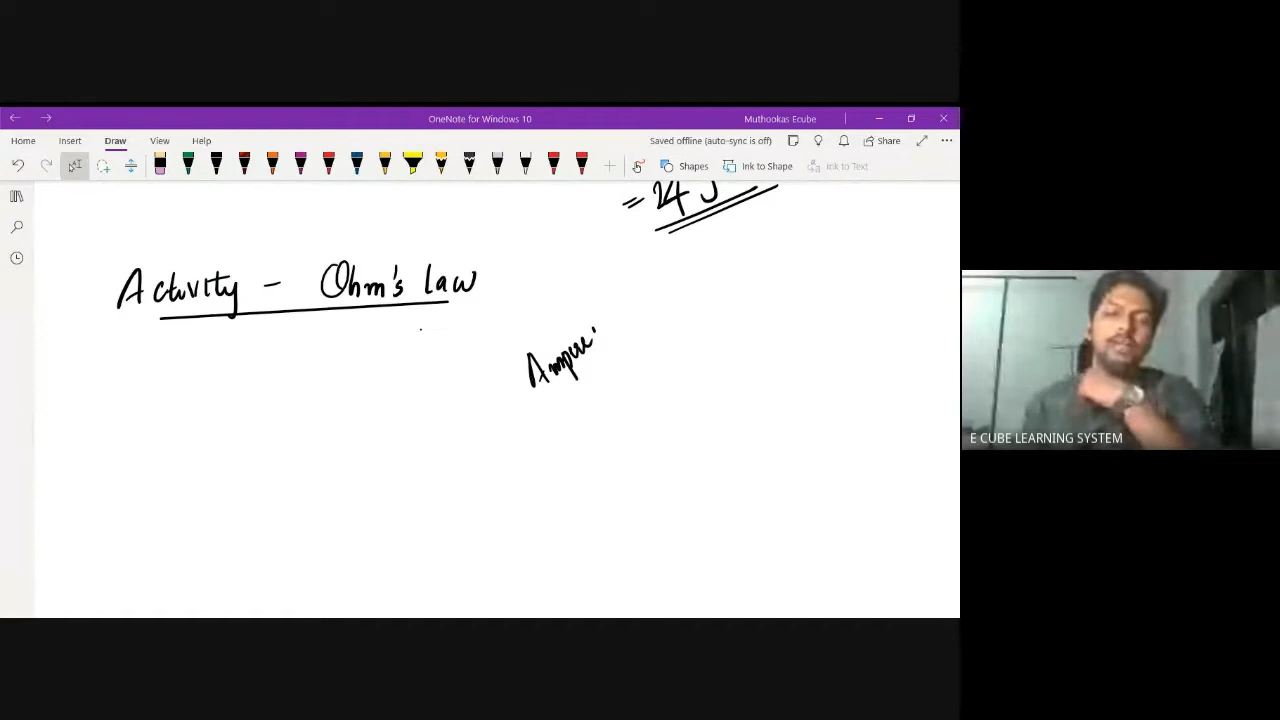 OneNote for Windows 10
Muthookas Ecube
Home Insert Draw View Help
Saved offline (auto-sync is off)
Share
Shapes
Ink to Shape
Ink to Text
= 24 J
Activity - Ohm's law
E CUBE LEARNING SYSTEM